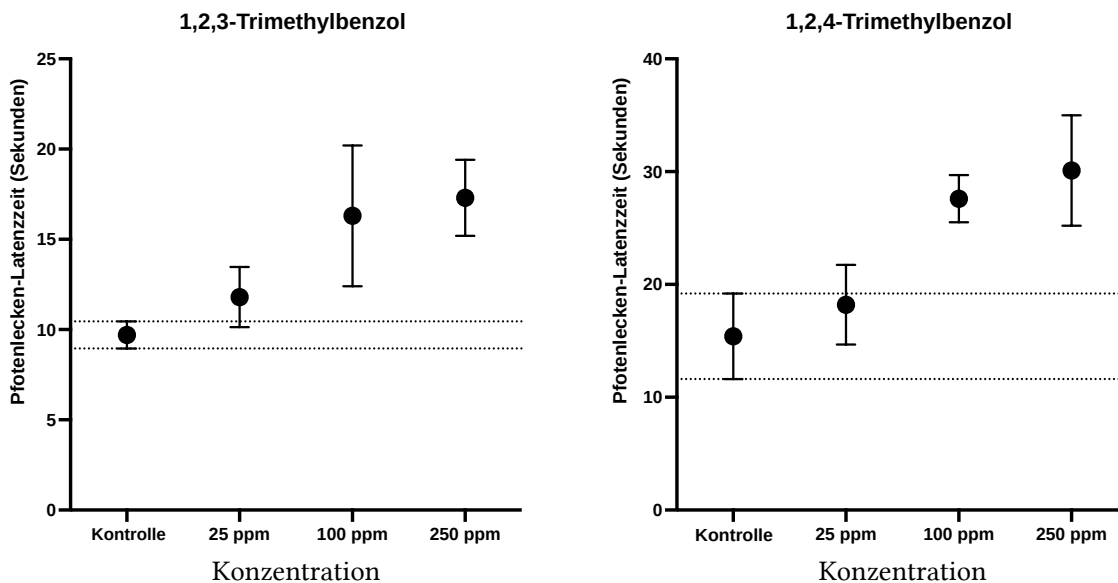 1,2,3-Trimethylbenzol
Pfotenlecken-Latenzzeit (Sekunden)
25
20
15
10
5
0
Kontrolle 25 ppm 100 ppm 250 ppm
Konzentration
1,2,4-Trimethylbenzol
Pfotenlecken-Latenzzeit (Sekunden)
40
30
20
10
0
Kontrolle 25 ppm 100 ppm 250 ppm
Konzentration